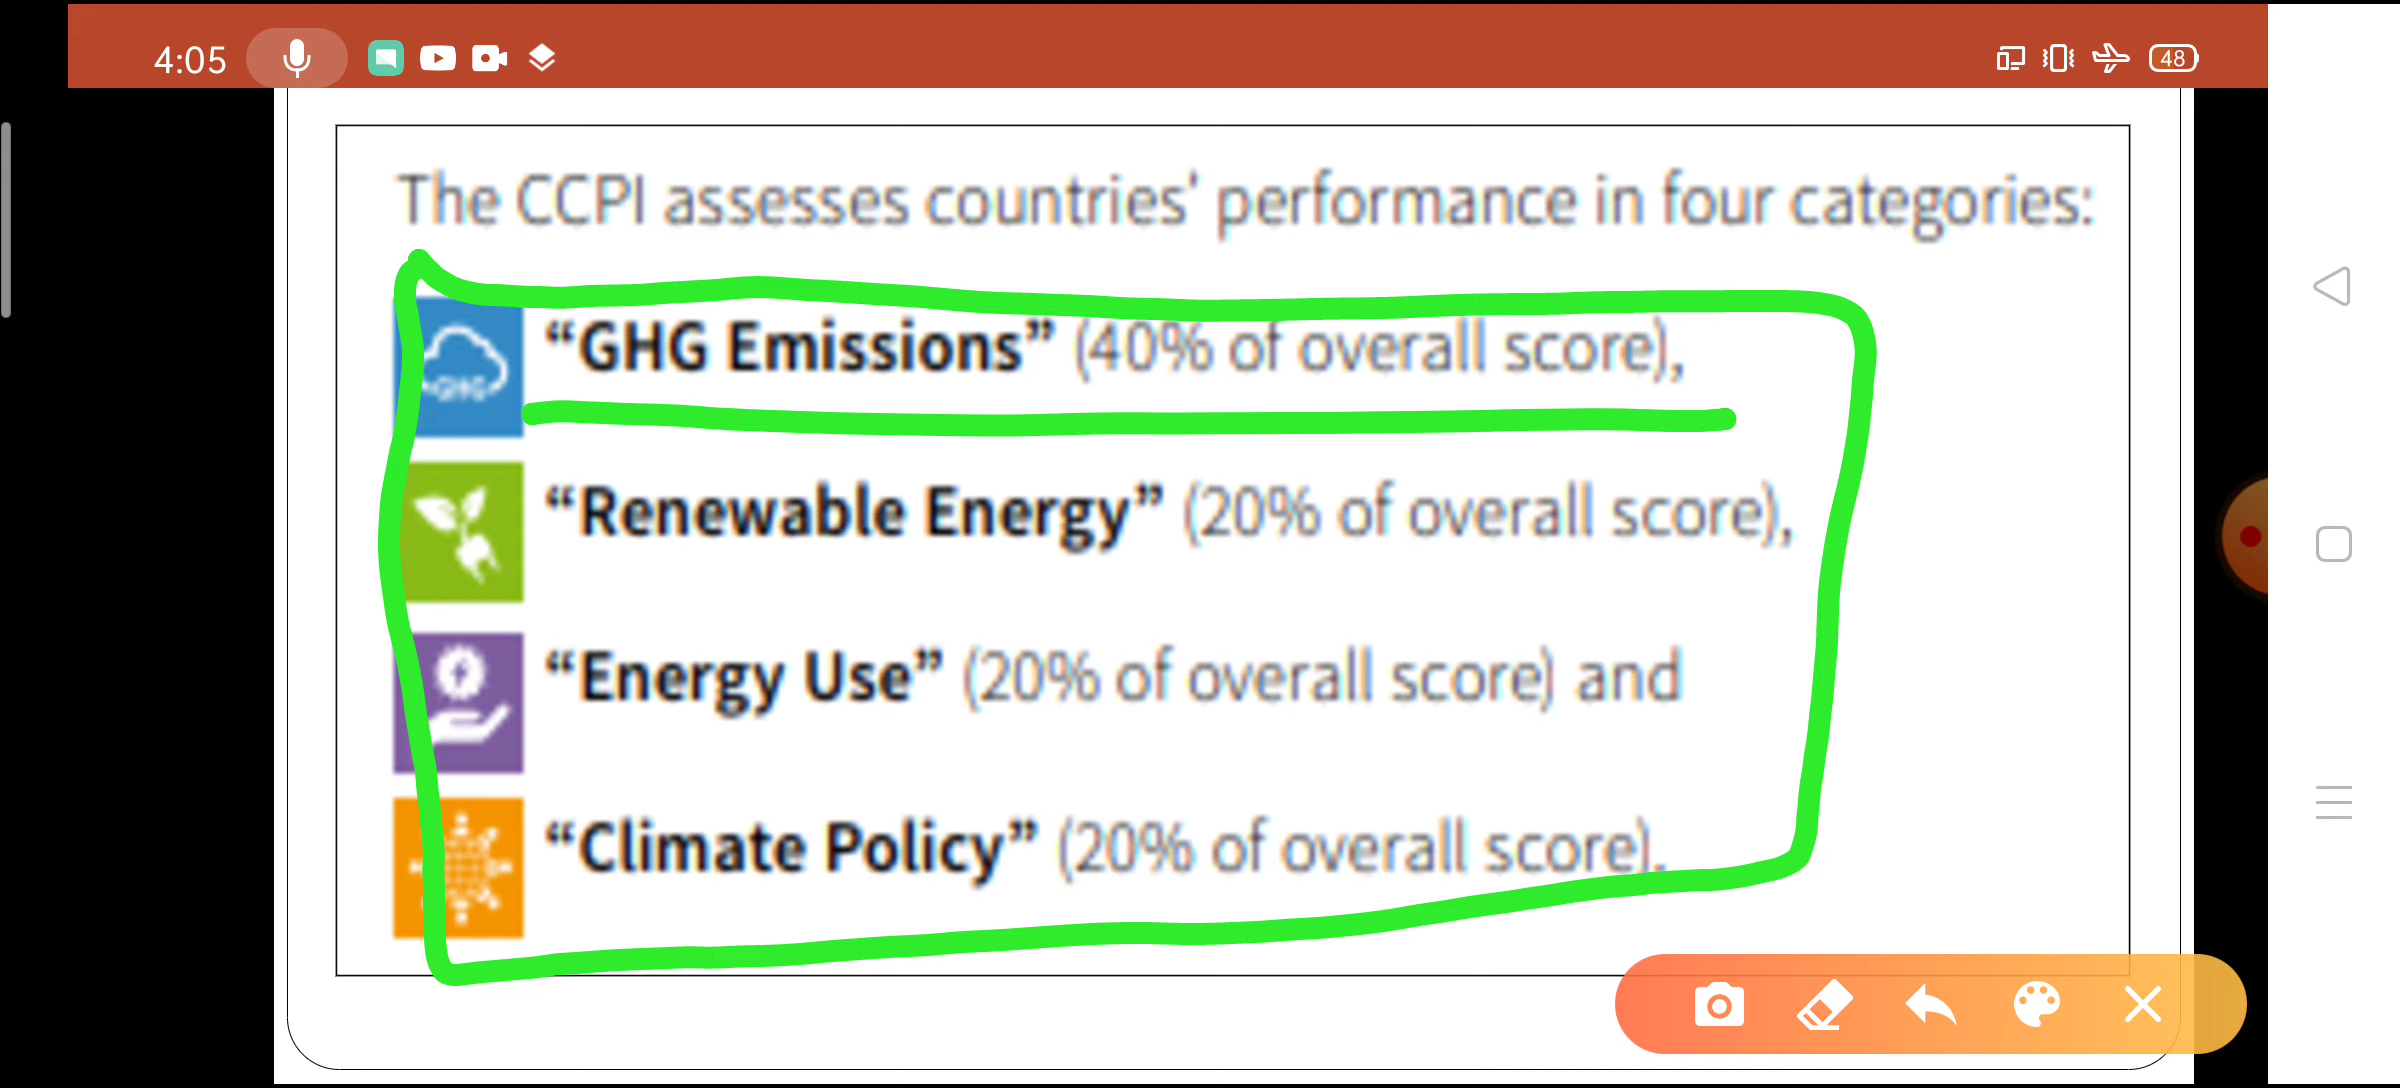 4:05
48
The CCPI assesses countries' performance in four categories:
GHG
“GHG Emissions” (40% of overall score),
“Renewable Energy” (20% of overall score),
“Energy Use” (20% of overall score) and
“Climate Policy” (20% of overall score).